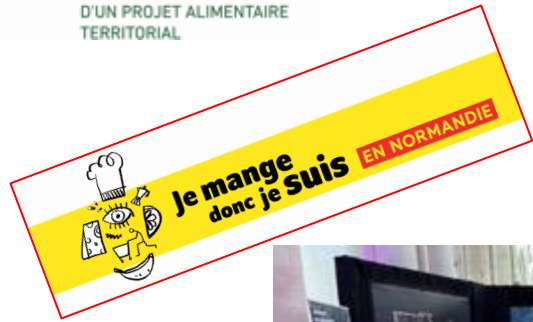 D'UN PROJET ALIMENTAIRE
TERRITORIAL
Je mange
donc je suis
EN NORMANDIE